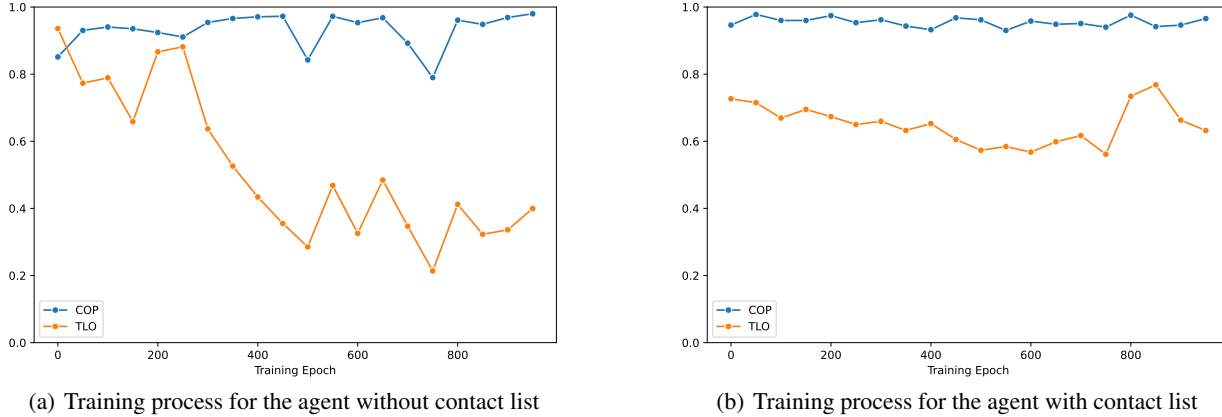 1.0
0.8
0.6
0.4
0.2
0.0
COP
TLO
0 200 400 600 800
Training Epoch
(a) Training process for the agent without contact list
1.0
0.8
0.6
0.4
0.2
0.0
COP
TLO
0 200 400 600 800
Training Epoch
(b) Training process for the agent with contact list